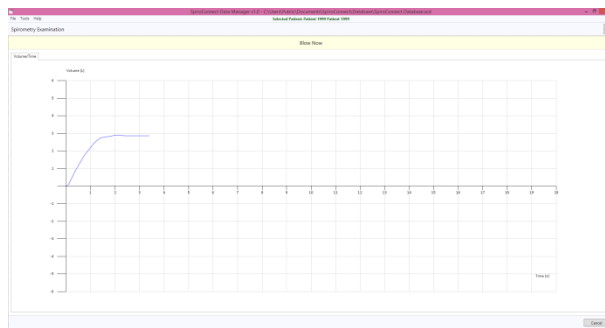 SpiroConnect Data Manager v1.0 - C:\Users\Public\Documents\SpiroConnect\Database\SpiroConnect Database.scd
File Tools Help
Selected Patient: Patient 1999 Patient 1999
Spirometry Examination
Blow Now
Volume/Time
Volume [L]
6
5
4
3
2
1
1 2 3 4 5 6 7 8 9 10 11 12 13 14 15 16 17 18 19 20
-1
-2
-3
-4
-5
-6
Time [s]
Cancel